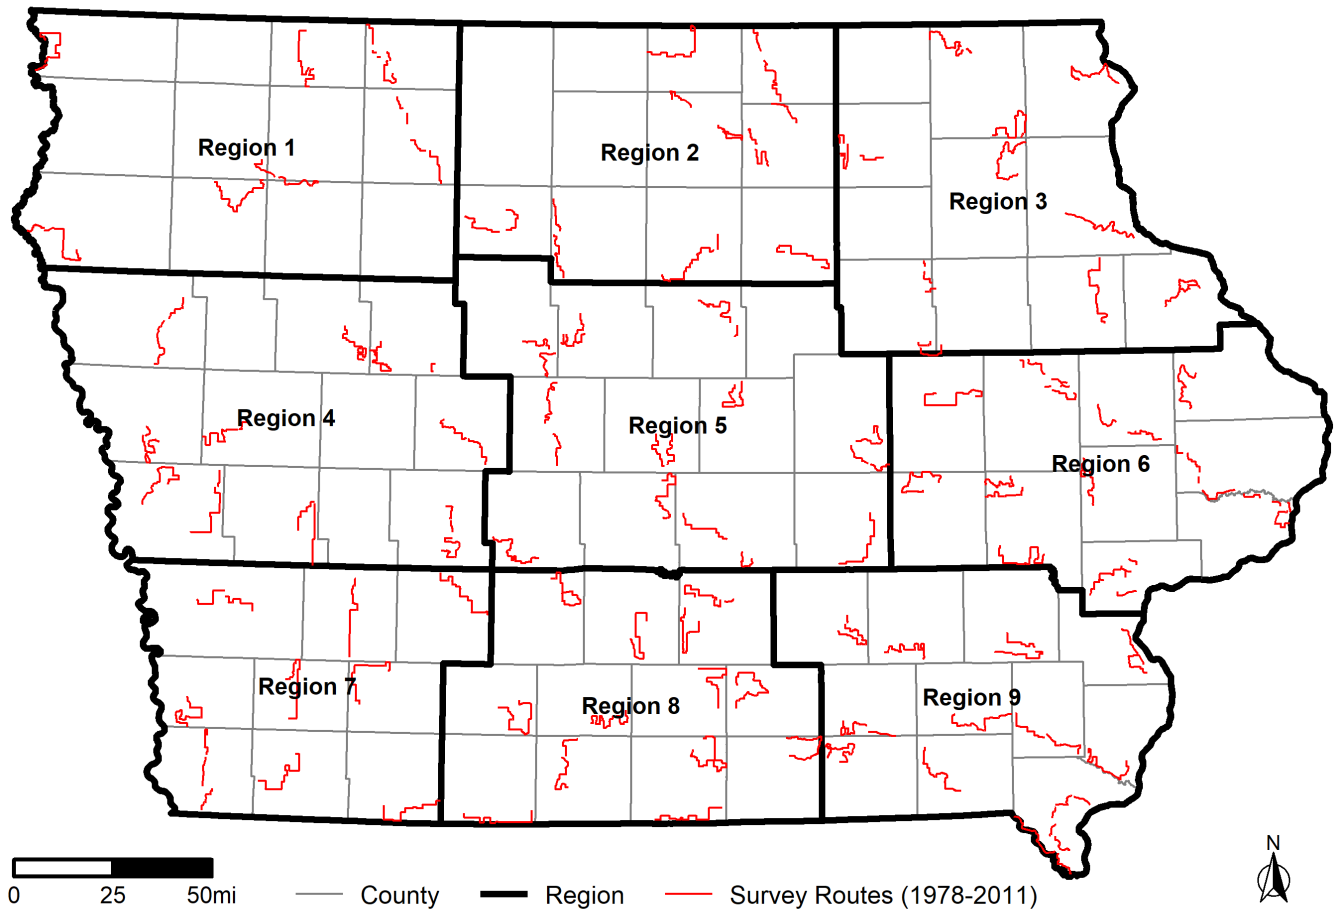 Region 1
Region 2
Region 3
Region 4
Region 5
Region 6
Region 7
Region 8
Region 9
N
0 25 50mi County Region Survey Routes (1978-2011)